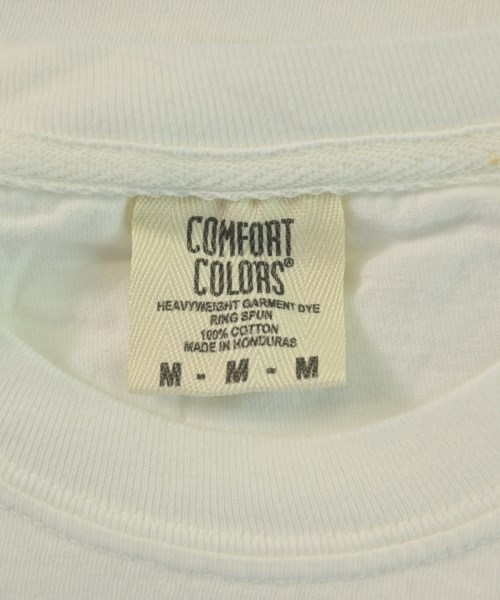 COMFORT
COLORS®
HEAVYWEIGHT GARMENT DYE
RING SPUN
100% COTTON
MADE IN HONDURAS
M - M - M